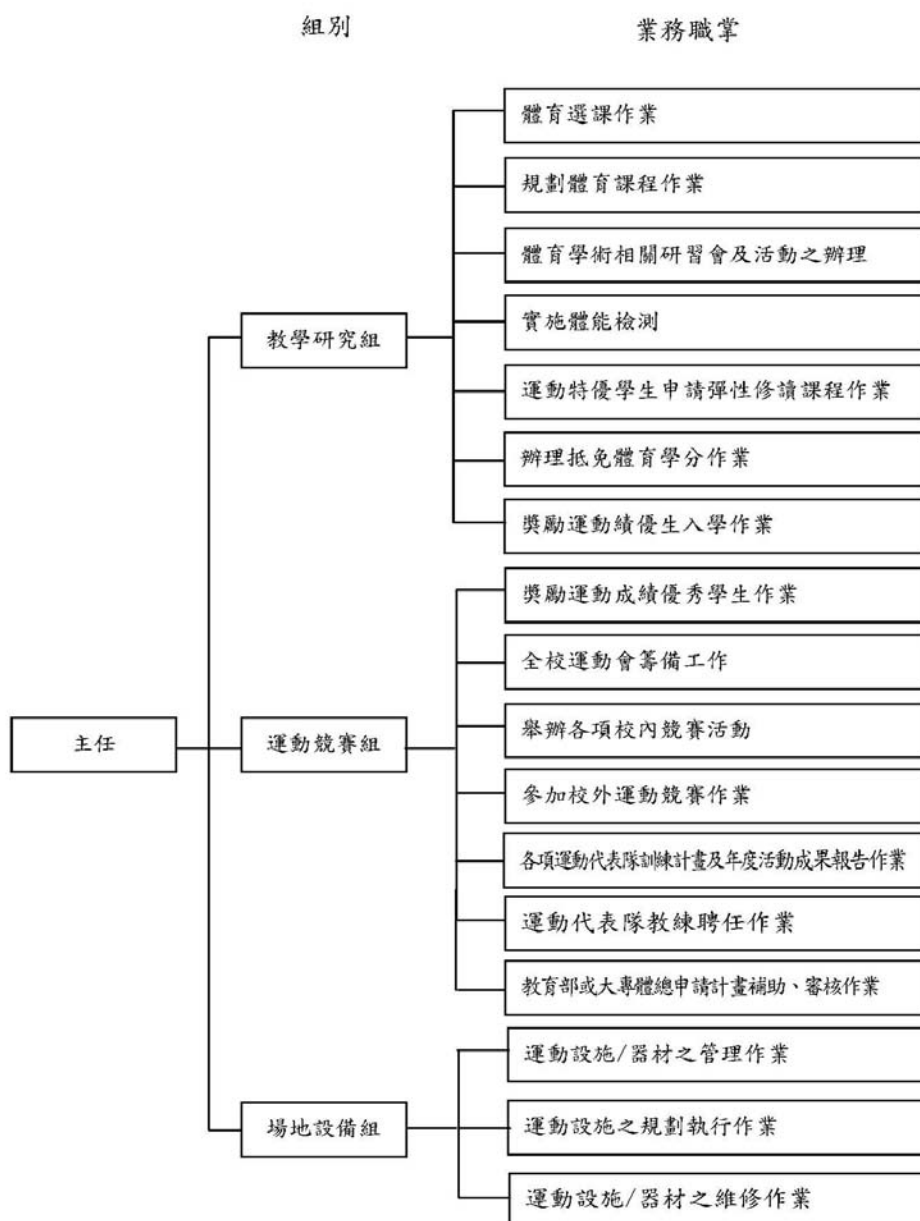 組別 業務職掌
體育選課作業
規劃體育課程作業
體育學術相關研習會及活動之辦理
實施體能檢測
教學研究組
運動特優學生申請彈性修讀課程作業
辦理抵免體育學分作業
獎勵運動績優生入學作業
獎勵運動成績優秀學生作業
全校運動會籌備工作
舉辦各項校內競賽活動
主任
運動競賽組
參加校外運動競賽作業
各項運動代表隊訓練計畫及年度活動成果報告作業
運動代表隊教練聘任作業
教育部或大專體總申請計畫補助、審核作業
運動設施/器材之管理作業
場地設備組
運動設施之規劃執行作業
運動設施/器材之維修作業